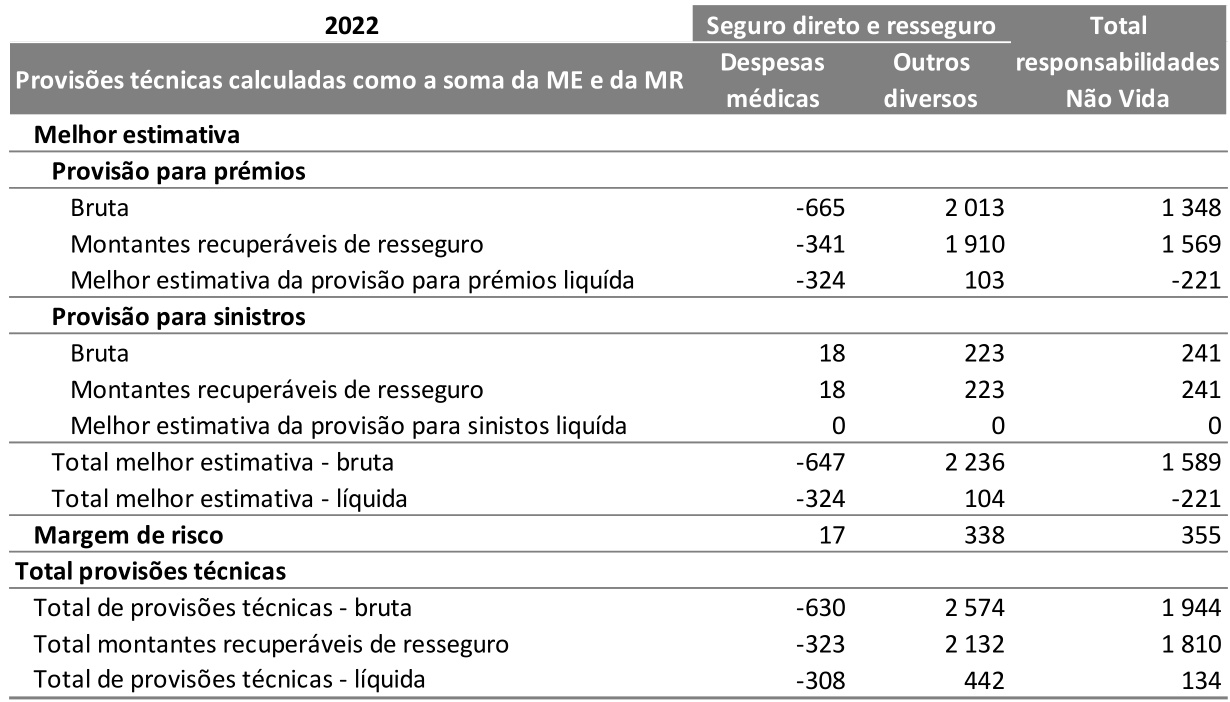 2022 Seguro direto e resseguro Total
Provisões técnicas calculadas como a soma da ME e da MR Despesas Outros responsabilidades
médicas diversos Não Vida
Melhor estimativa
Provisão para prémios
Bruta -665 2 013 1 348
Montantes recuperáveis de resseguro -341 1 910 1 569
Melhor estimativa da provisão para prémios liquída -324 103 -221
Provisão para sinistros
Bruta 18 223 241
Montantes recuperáveis de resseguro 18 223 241
Melhor estimativa da provisão para sinistos liquída 0 0 0
Total melhor estimativa - bruta -647 2 236 1 589
Total melhor estimativa - líquida -324 104 -221
Margem de risco 17 338 355
Total provisões técnicas
Total de provisões técnicas - bruta -630 2 574 1 944
Total montantes recuperáveis de resseguro -323 2 132 1 810
Total de provisões técnicas - líquida -308 442 134